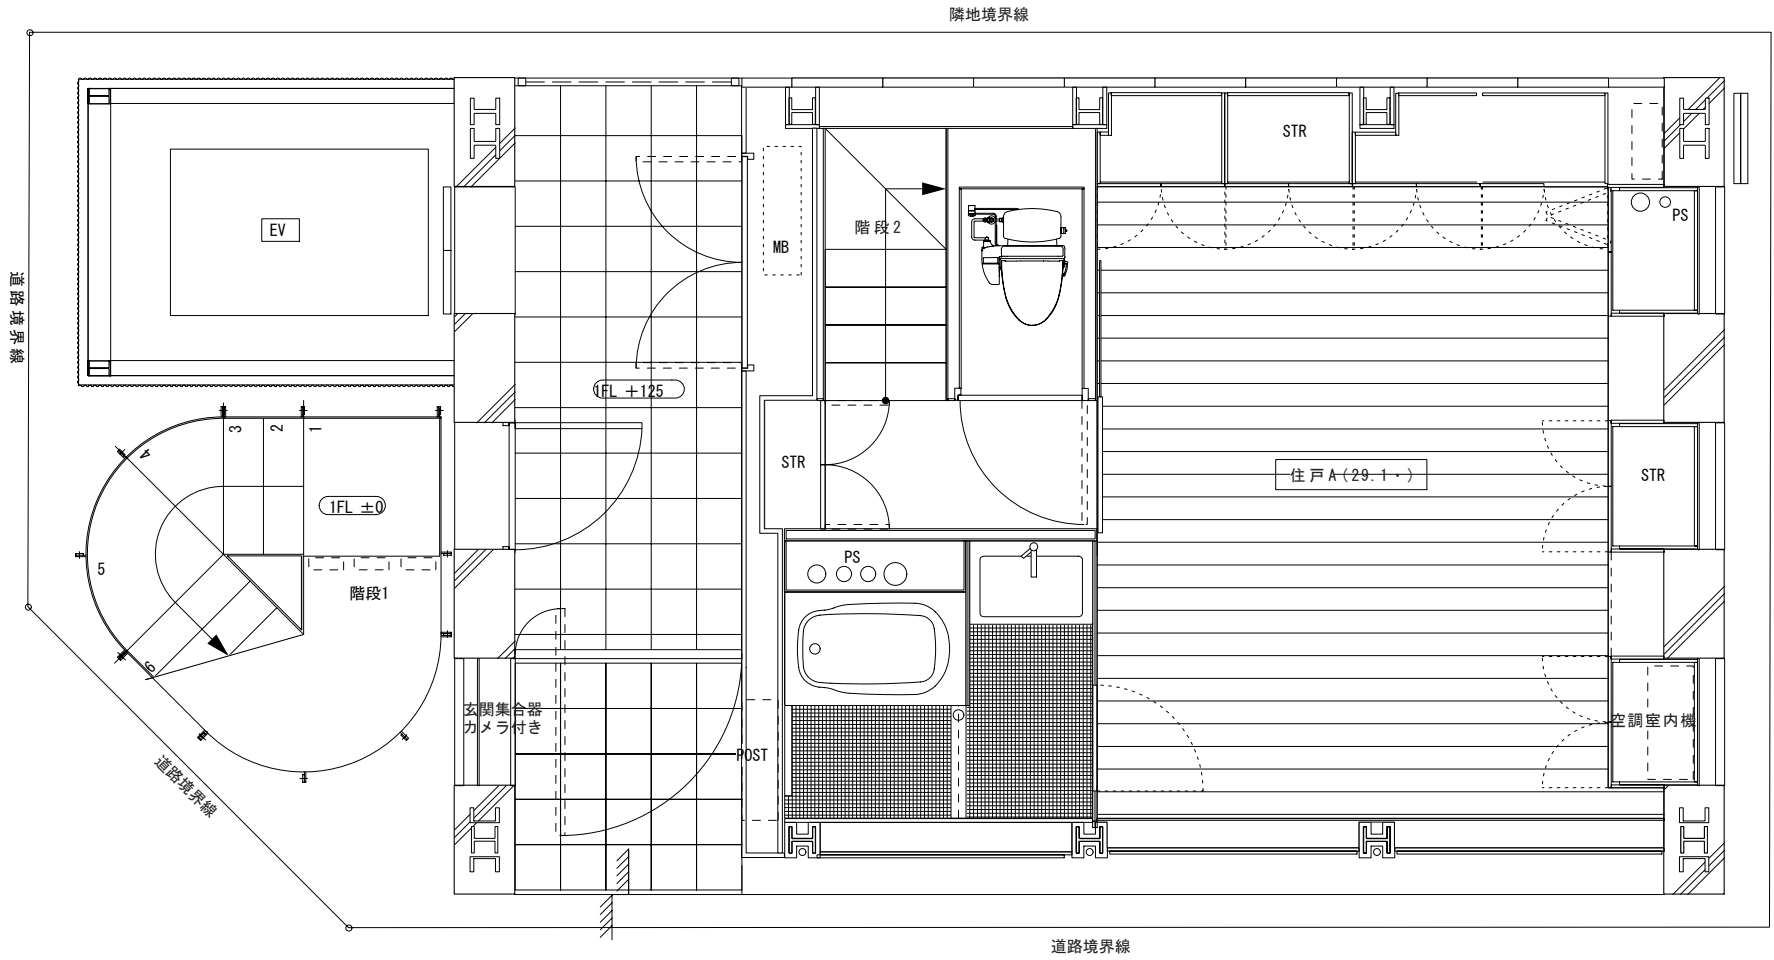 隣地境界線
STR
PS
EV
MB
階段2
道路境界線
1FL ＋125
3
2
1
4
STR
住戸A(29.1・)
STR
1FL ±0
5
PS
階段1
6
玄関集合器
カメラ付き
空調室内機
POST
道路境界線
道路境界線